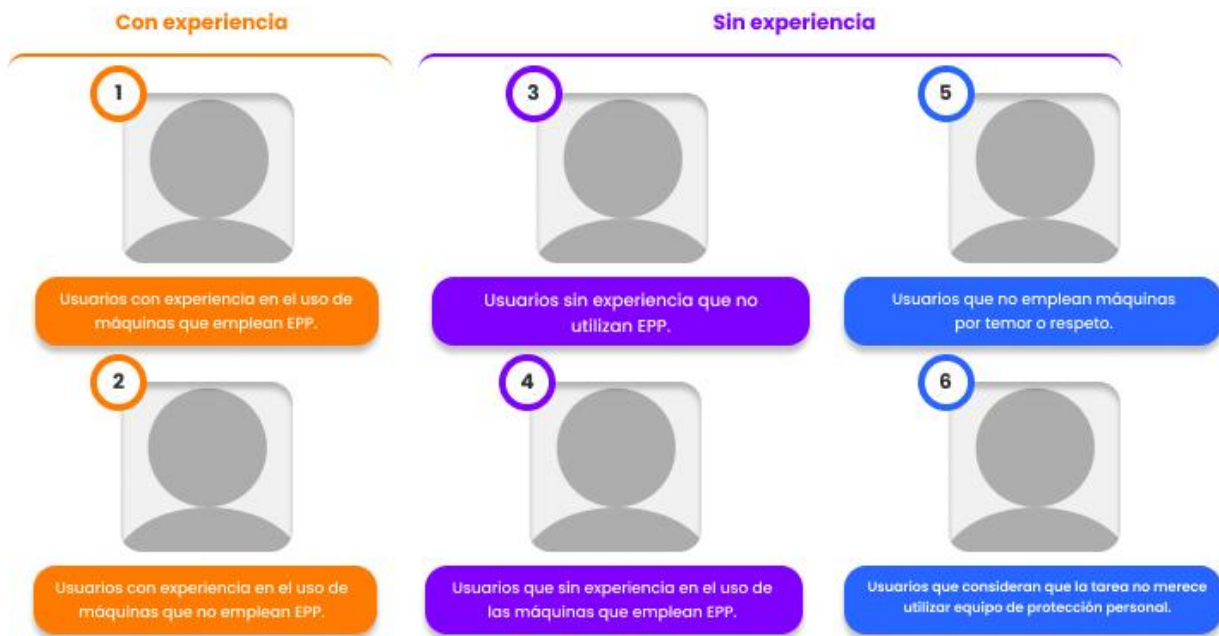 Con experiencia
Sin experiencia
1
3
5
Usuarios con experiencia en el uso de
máquinas que emplean EPP.
Usuarios sin experiencia que no
utilizan EPP.
Usuarios que no emplean máquinas
por temor o respeto.
2
4
6
Usuarios con experiencia en el uso de
máquinas que no emplean EPP.
Usuarios que sin experiencia en el uso de
las máquinas que emplean EPP.
Usuarios que consideran que la tarea no merece
utilizar equipo de protección personal.